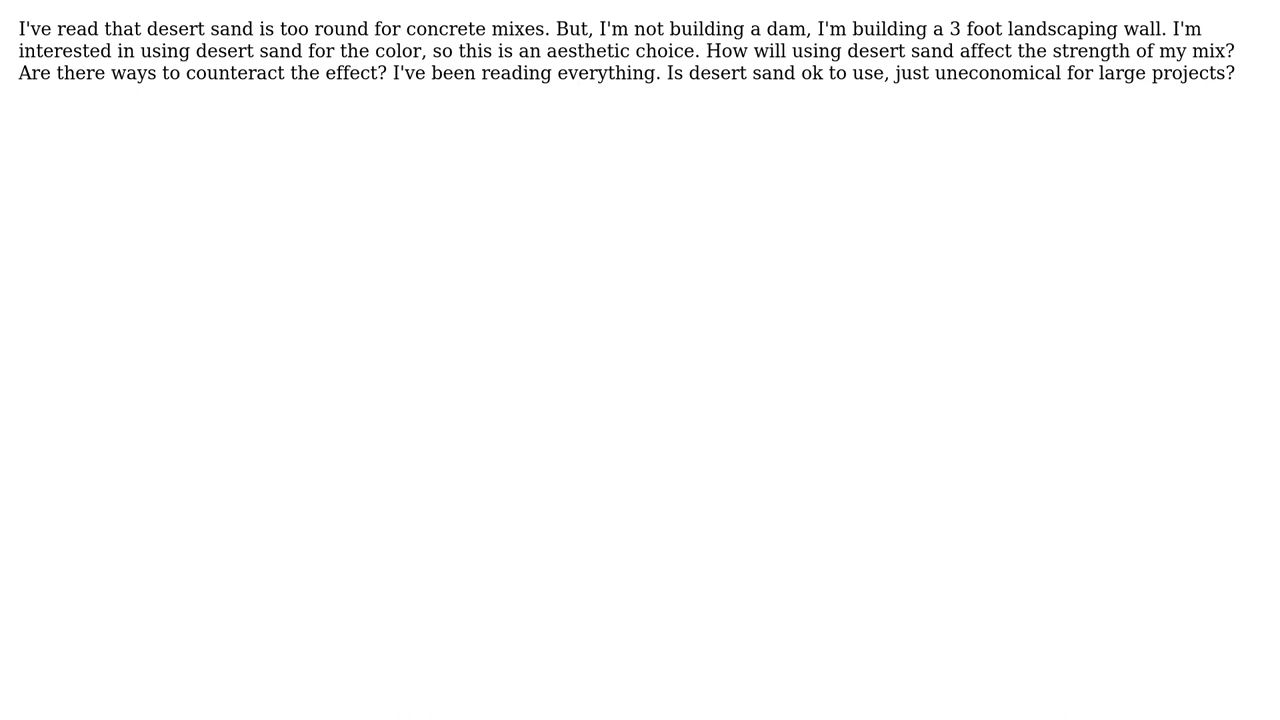 I've read that desert sand is too round for concrete mixes. But, I'm not building a dam, I'm building a 3 foot landscaping wall. I'm
interested in using desert sand for the color, so this is an aesthetic choice. How will using desert sand affect the strength of my mix?
Are there ways to counteract the effect? I've been reading everything. Is desert sand ok to use, just uneconomical for large projects?